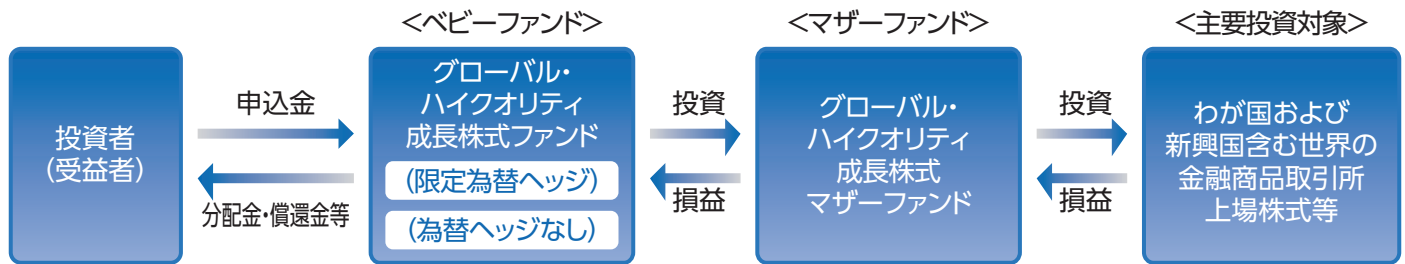 投資者
(受益者)
申込金
分配金・償還金等
<ベビーファンド>
グローバル・
ハイクオリティ
成長株式ファンド
(限定為替ヘッジ)
(為替ヘッジなし)
投資
損益
<マザーファンド>
グローバル・
ハイクオリティ
成長株式
マザーファンド
投資
損益
<主要投資対象>
わが国および
新興国含む世界の
金融商品取引所
上場株式等